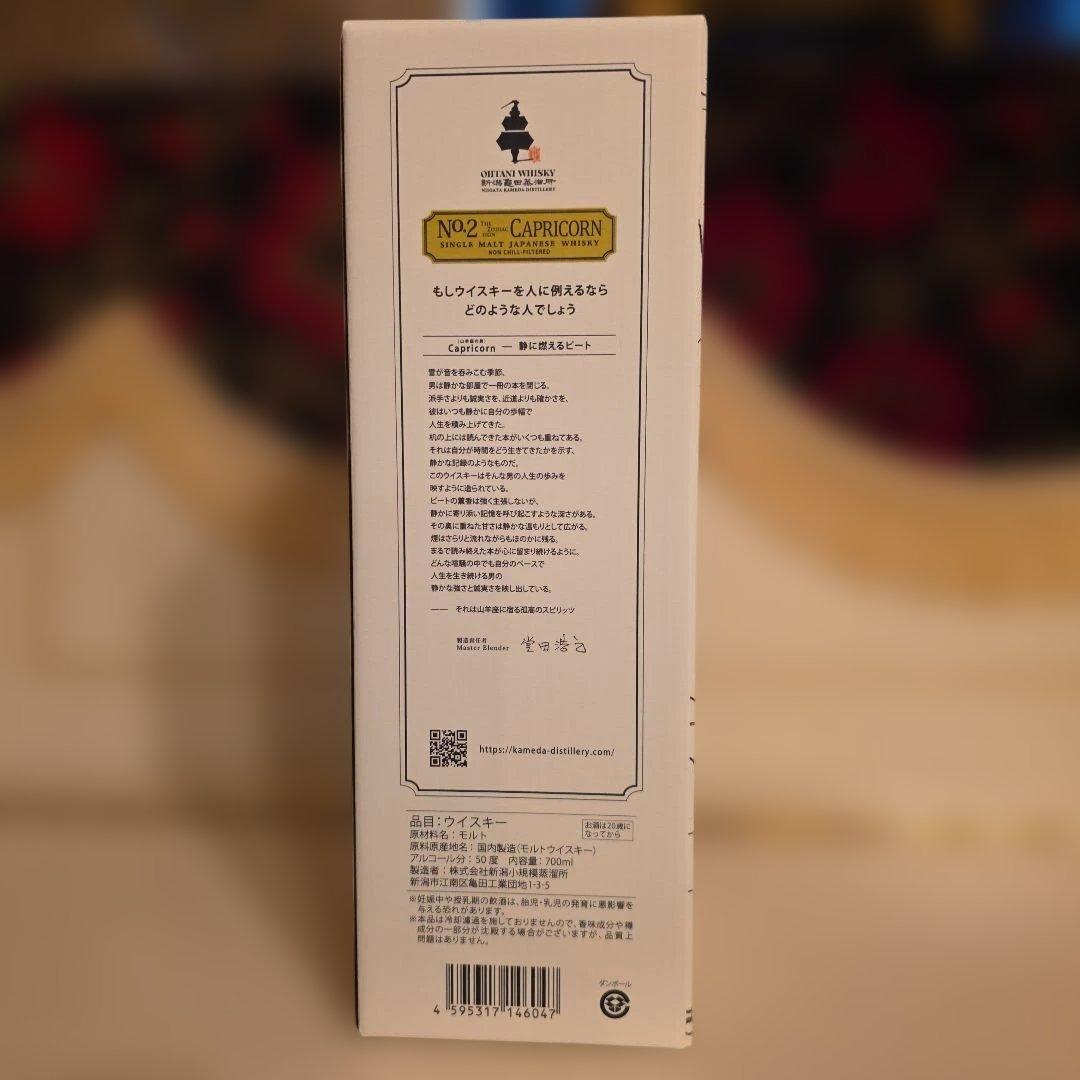 OHTANI WHISKY
新潟亀田蒸溜所
NIIGATA KAMEDA DISTILLERY
No.2 THE ZODIAC SIGN CAPRICORN
SINGLE MALT JAPANESE WHISKY
NON CHILL-FILTERED
もしウイスキーを人に例えるなら
どのような人でしょう
(山羊座の男)
Capricorn — 静に燃えるピート
雪が音を呑みこむ季節、
男は静かな部屋で一冊の本を閉じる。
派手さよりも誠実さを、近道よりも確かさを、
彼はいつも静かに自分の歩幅で
人生を積み上げてきた。
机の上には読んできた本がいくつも重ねてある。
それは自分が時間をどう生きてきたかを示す、
静かな記録のようなものだ。
このウイスキーはそんな男の人生の歩みを
映すように造られている。
ピートの薫香は強く主張しないが、
静かに寄り添い記憶を呼び起こすような深さがある。
その奥に重ねた甘さは静かな温もりとして広がる。
煙はさらりと流れながらもほのかに残る。
まるで読み終えた本が心に留まり続けるように。
どんな喧騒の中でも自分のペースで
人生を生き続ける男の
静かな強さと誠実さを映し出している。
—— それは山羊座に宿る孤高のスピリッツ
製造責任者
Master Blender 堂田浩之
https://kameda-distillery.com/
品目：ウイスキー
お酒は20歳に
なってから
原材料名：モルト
原料原産地名：国内製造（モルトウイスキー）
アルコール分：50度 内容量：700ml
製造者：株式会社新潟小規模蒸溜所
新潟市江南区亀田工業団地1-3-5
※妊娠中や授乳期の飲酒は、胎児・乳児の発育に悪影響を
与える恐れがあります。
※本品は冷却濾過を施しておりませんので、香味成分や樽
成分の一部分が沈殿する場合がございますが、品質上
問題はありません。
ダンボール
4 595317 146047